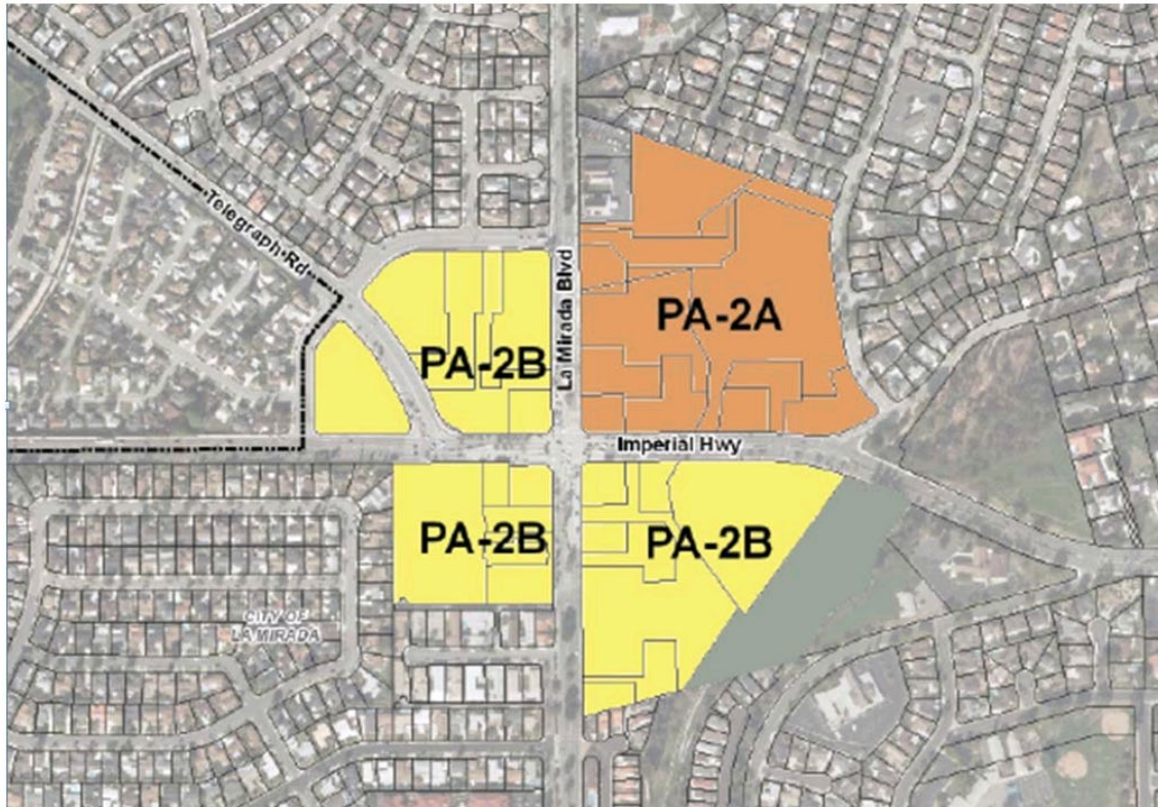 Telegraph Rd
La Mirada Blvd
PA-2A
PA-2B
Imperial Hwy
PA-2B
PA-2B
CITY OF
LA MIRADA